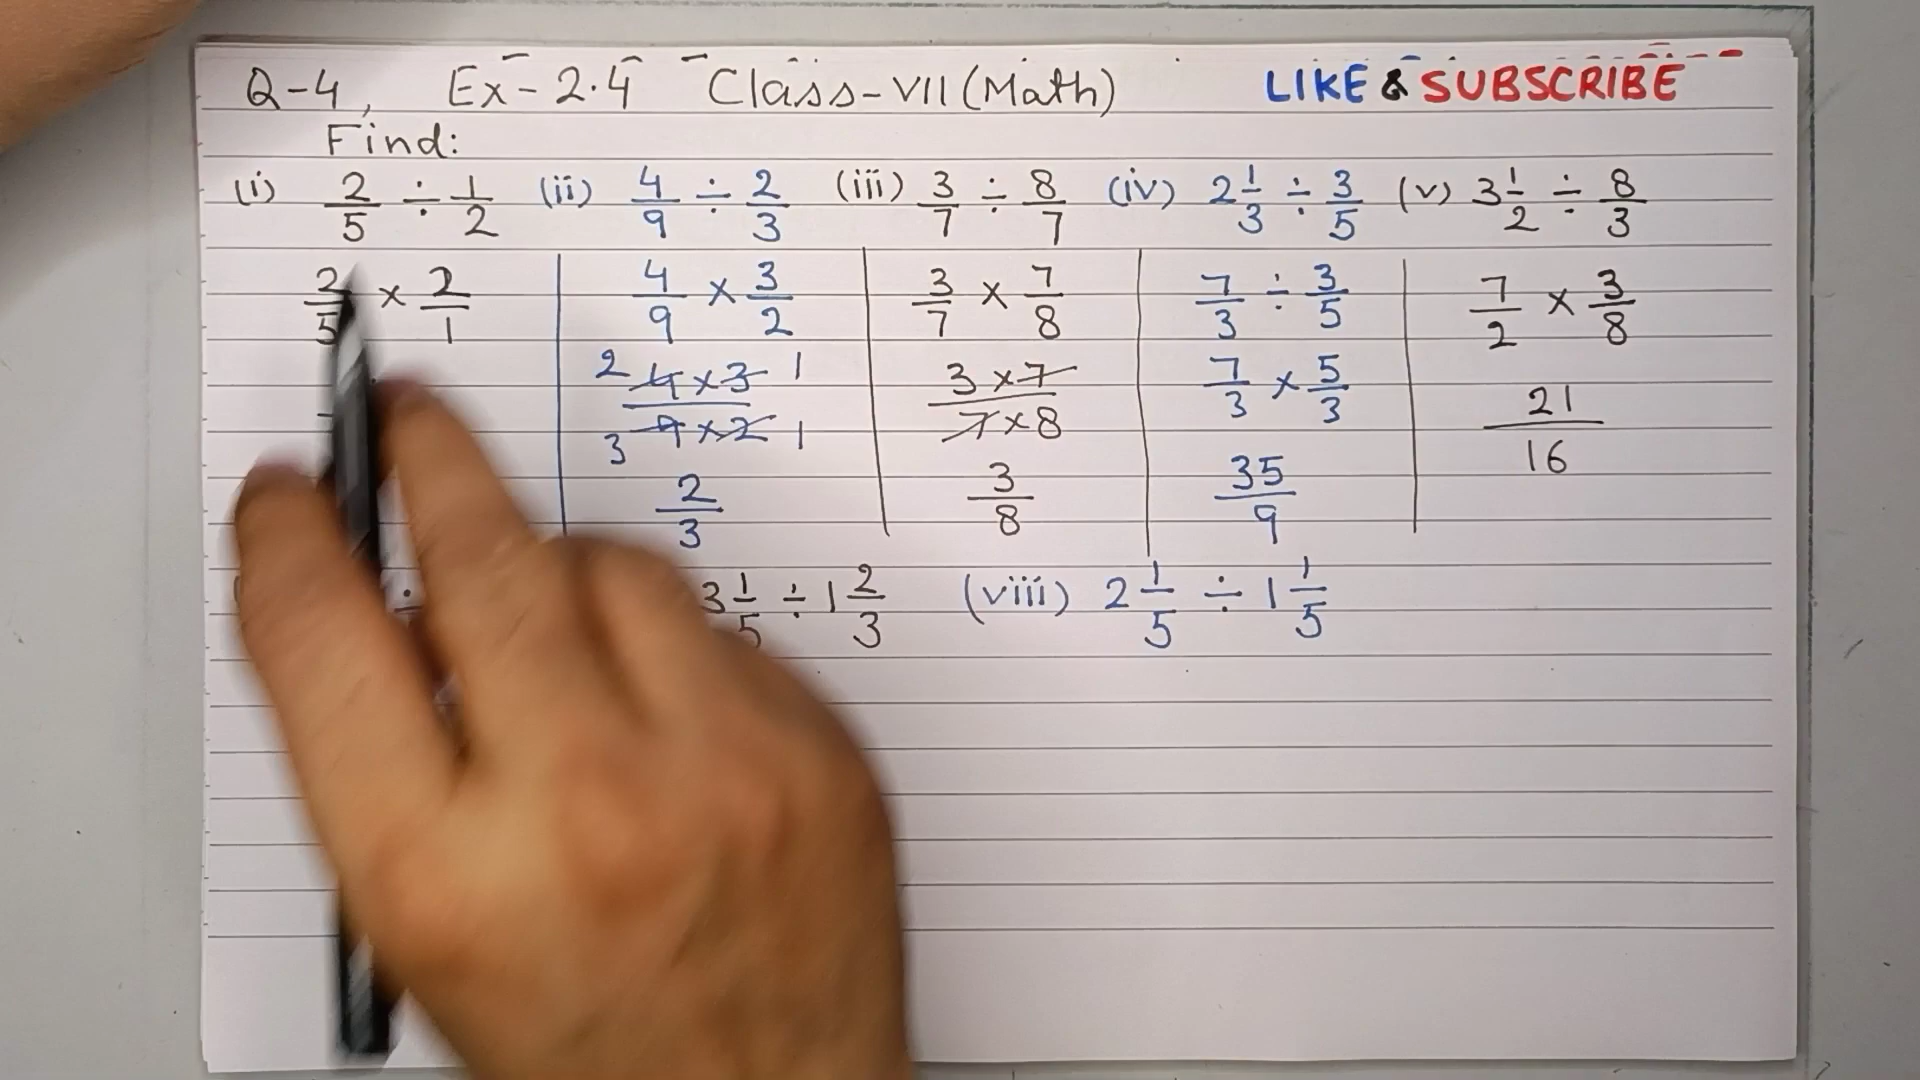 Q-4, Ex-2.4 Class-VII (Math) LIKE & SUBSCRIBE
Find:
(i) 2/5 ÷ 1/2 (ii) 4/9 ÷ 2/3 (iii) 3/7 ÷ 8/7 (iv) 2 1/3 ÷ 3/5 (v) 3 1/2 ÷ 8/3
2/5 × 2/1 4/9 × 3/2 3/7 × 7/8 7/3 ÷ 3/5 7/2 × 3/8
2 4×3 1 / 3 9×2 1 3×7 / 7×8 7/3 × 5/3 21/16
2/3 3/8 35/9
3 1/5 ÷ 1 2/3 (viii) 2 1/5 ÷ 1 1/5